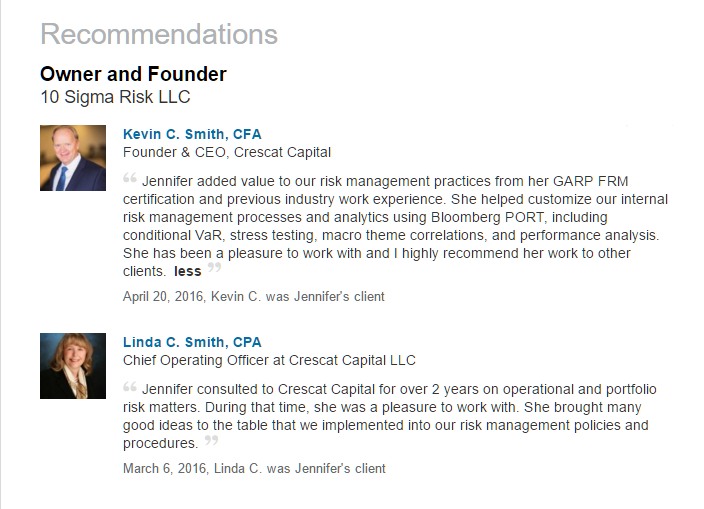 Recommendations
Owner and Founder
10 Sigma Risk LLC
Kevin C. Smith, CFA
Founder & CEO, Crescat Capital
“ Jennifer added value to our risk management practices from her GARP FRM
certification and previous industry work experience. She helped customize our internal
risk management processes and analytics using Bloomberg PORT, including
conditional VaR, stress testing, macro theme correlations, and performance analysis.
She has been a pleasure to work with and I highly recommend her work to other
clients. less ”
April 20, 2016, Kevin C. was Jennifer's client
Linda C. Smith, CPA
Chief Operating Officer at Crescat Capital LLC
“ Jennifer consulted to Crescat Capital for over 2 years on operational and portfolio
risk matters. During that time, she was a pleasure to work with. She brought many
good ideas to the table that we implemented into our risk management policies and
procedures. ”
March 6, 2016, Linda C. was Jennifer's client